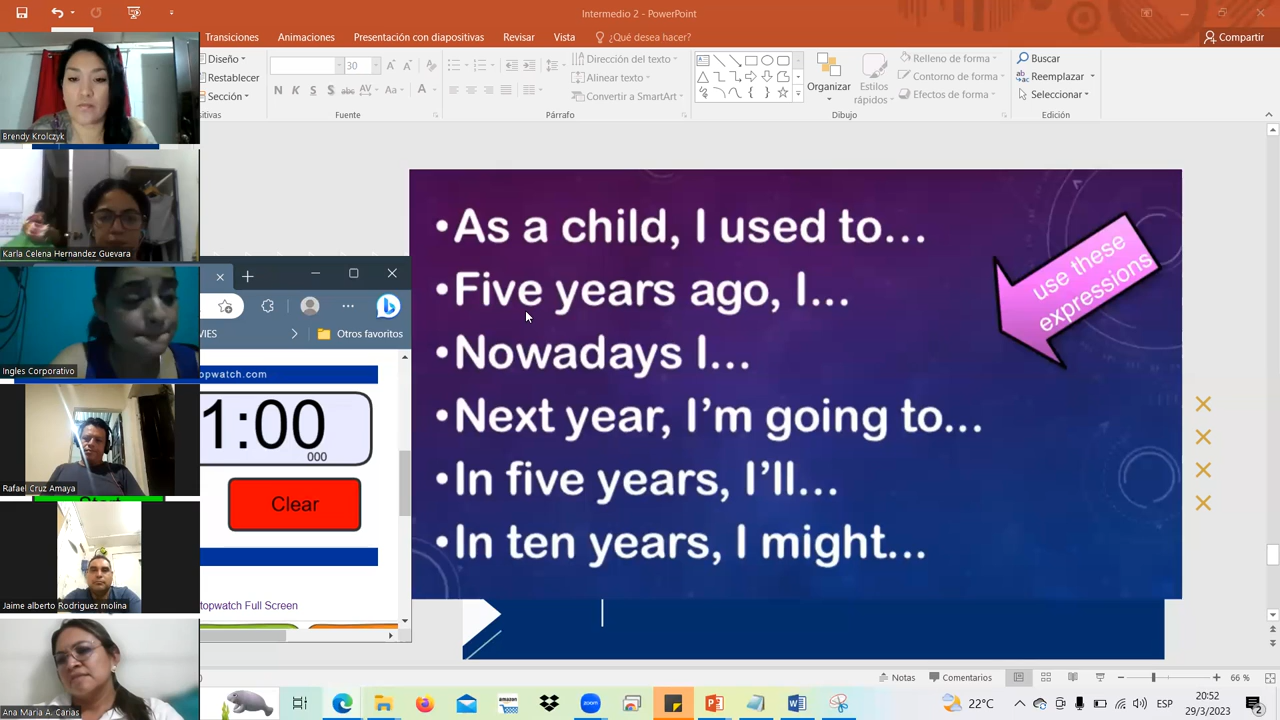 Intermedio 2 - PowerPoint
Compartir
Transiciones
Animaciones
Presentación con diapositivas
Revisar
Vista
¿Qué desea hacer?
Diseño
Restablecer
Sección
30
N K S S abc AV Aa A
Fuente
Dirección del texto
Alinear texto
Convertir a SmartArt
Párrafo
Organizar
Estilos
rápidos
Relleno de forma
Contorno de forma
Efectos de forma
Dibujo
Buscar
Reemplazar
Seleccionar
Edición
Brendy Krolczyk
Karla Celena Hernandez Guevara
Ingles Corporativo
Rafael Cruz Amaya
Jaime alberto Rodriguez molina
Ana Maria A. Carias
Otros favoritos
1:00
000
Clear
topwatch Full Screen
•As a child, I used to...
•Five years ago, I...
•Nowadays I...
•Next year, I'm going to...
•In five years, I'll...
•In ten years, I might...
use these
expressions
Notas
Comentarios
66 %
22°C
ESP
20:52
29/3/2023
2